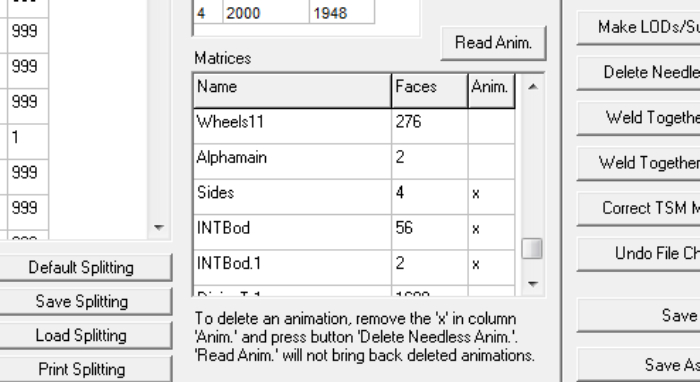 999
999
999
1
999
999
Default Splitting
Save Splitting
Load Splitting
Print Splitting
4 2000 1948
Read Anim.
Matrices
Name Faces Anim.
Wheels11 276
Alphamain 2
Sides 4 x
INTBod 56 x
INTBod.1 2 x
To delete an animation, remove the 'x' in column
'Anim.' and press button 'Delete Needless Anim.'.
'Read Anim.' will not bring back deleted animations.
Make LODs/Su
Delete Needle
Weld Togethe
Weld Together
Correct TSM M
Undo File Ch
Save
Save As